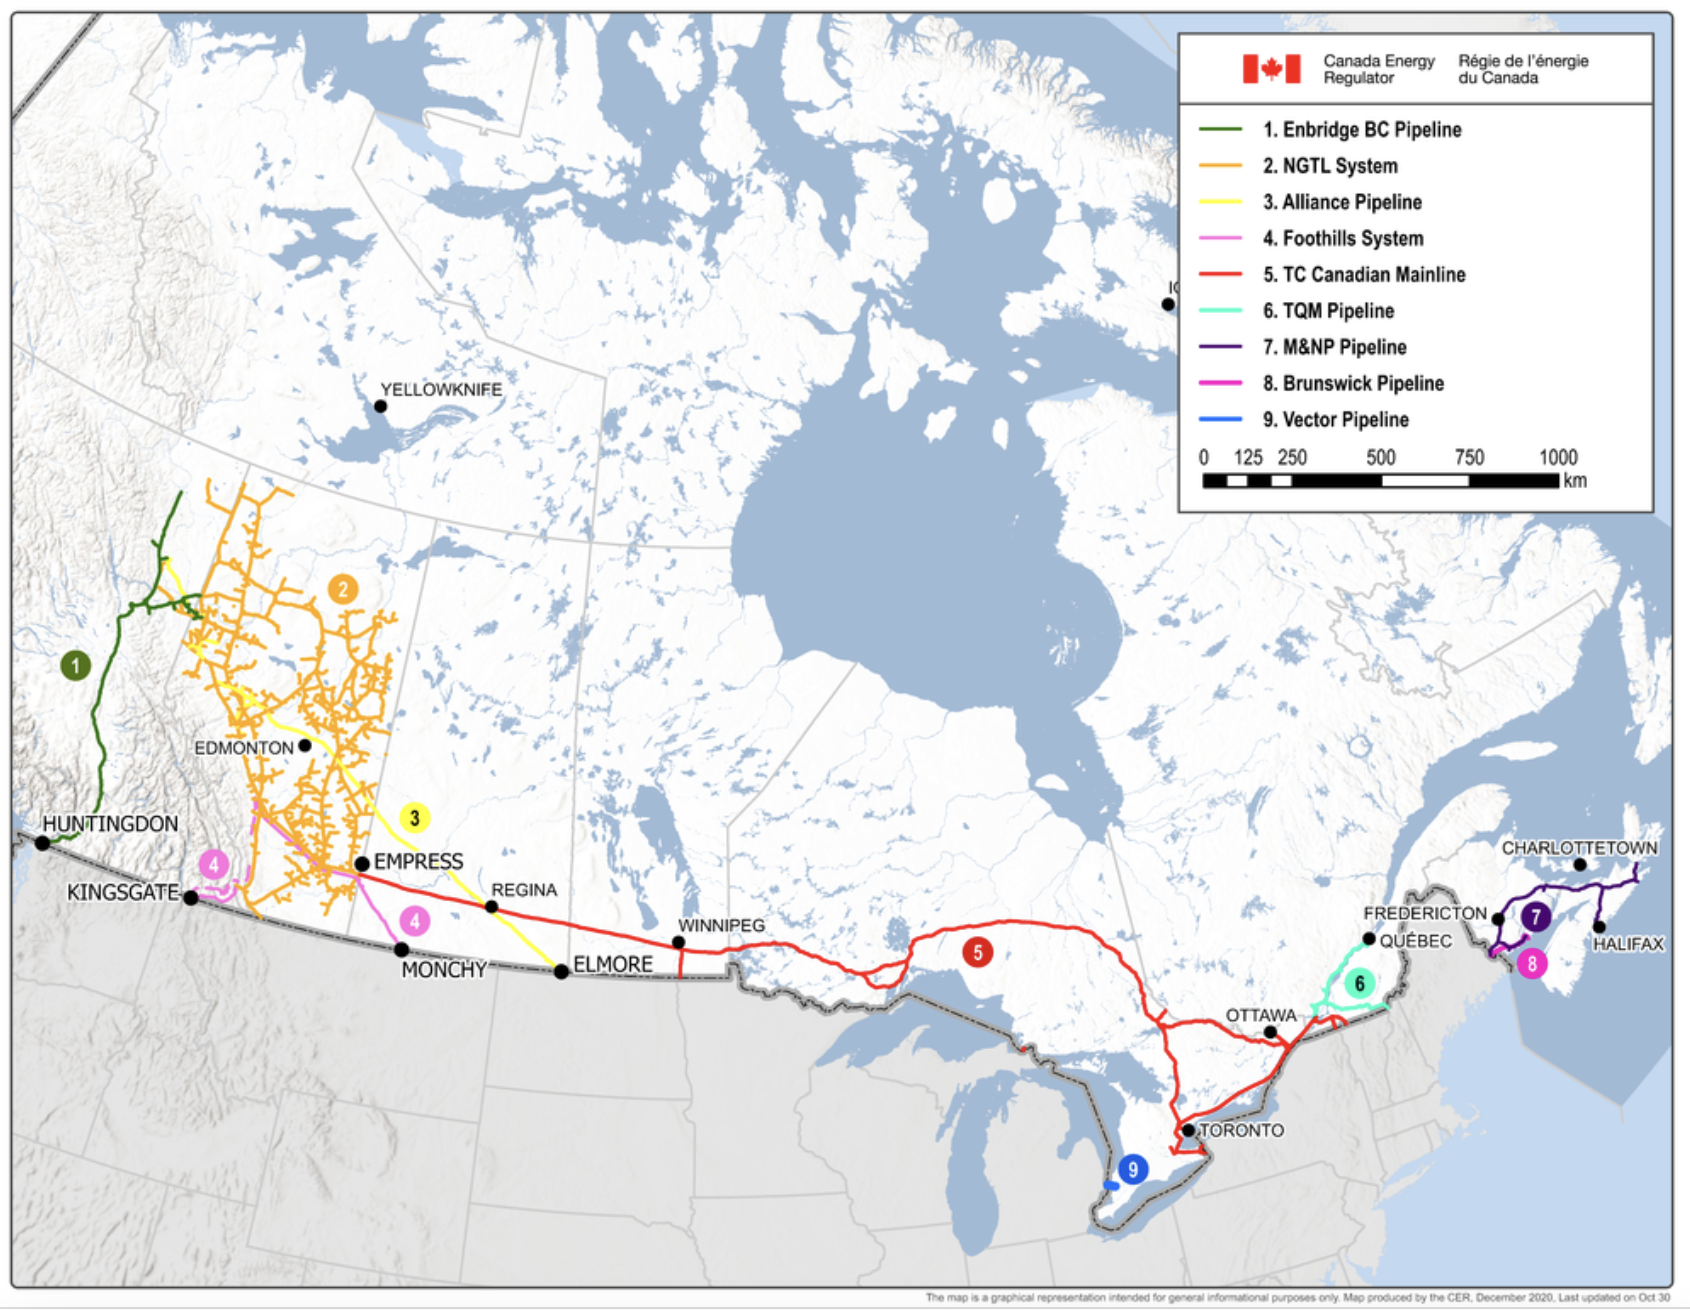 Canada Energy
Regulator
Régie de l'énergie
du Canada
1. Enbridge BC Pipeline
2. NGTL System
3. Alliance Pipeline
4. Foothills System
5. TC Canadian Mainline
6. TQM Pipeline
7. M&NP Pipeline
8. Brunswick Pipeline
9. Vector Pipeline
0 125 250 500 750 1000
km
YELLOWKNIFE
2
1
EDMONTON
3
HUNTINGDON
4
EMPRESS
KINGSGATE
REGINA
4
WINNIPEG
MONCHY
ELMORE
5
CHARLOTTETOWN
FREDERICTON
7
QUÉBEC
HALIFAX
8
6
OTTAWA
TORONTO
9
The map is a graphical representation intended for general informational purposes only. Map produced by the CER, December 2020, Last updated on Oct 30